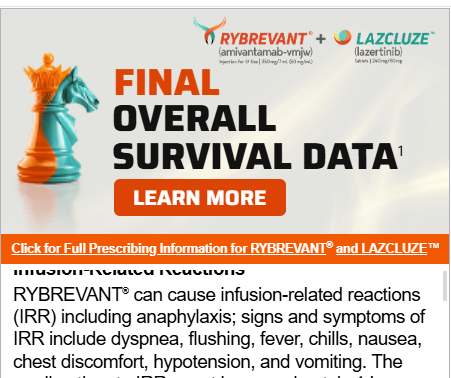 RYBREVANT® + LAZCLUZE™
(amivantamab-vmjw) (lazertinib)
Injection for IV Use | 350 mg/7 mL (50 mg/mL) Tablets | 240 mg/80 mg
FINAL
OVERALL
SURVIVAL DATA¹
LEARN MORE
Click for Full Prescribing Information for RYBREVANT® and LAZCLUZE™
Infusion-Related Reactions
RYBREVANT® can cause infusion-related reactions
(IRR) including anaphylaxis; signs and symptoms of
IRR include dyspnea, flushing, fever, chills, nausea,
chest discomfort, hypotension, and vomiting. The